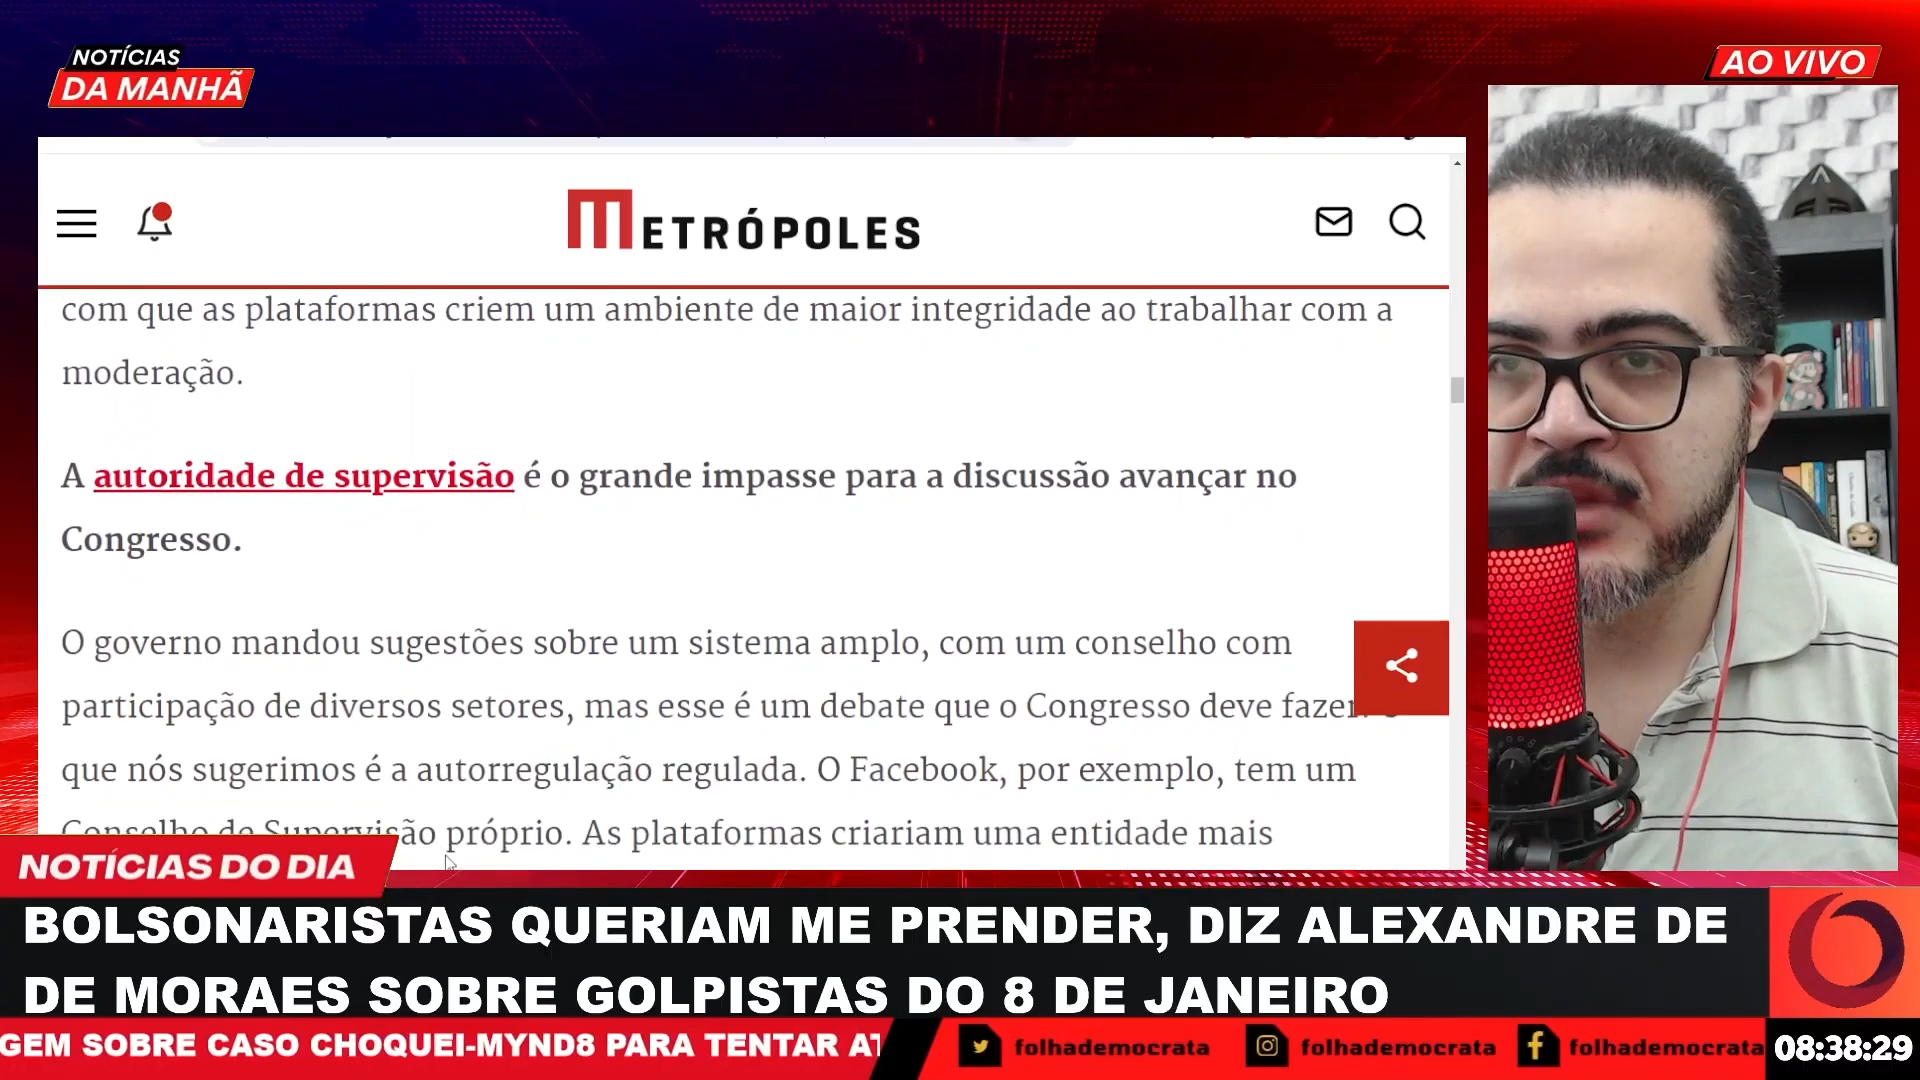 NOTÍCIAS
DA MANHÃ
AO VIVO
METRÓPOLES
com que as plataformas criem um ambiente de maior integridade ao trabalhar com a
moderação.
A autoridade de supervisão é o grande impasse para a discussão avançar no
Congresso.
O governo mandou sugestões sobre um sistema amplo, com um conselho com
participação de diversos setores, mas esse é um debate que o Congresso deve fazer.
que nós sugerimos é a autorregulação regulada. O Facebook, por exemplo, tem um
Conselho de Supervisão próprio. As plataformas criariam uma entidade mais
NOTÍCIAS DO DIA
BOLSONARISTAS QUERIAM ME PRENDER, DIZ ALEXANDRE DE
DE MORAES SOBRE GOLPISTAS DO 8 DE JANEIRO
GEM SOBRE CASO CHOQUEI-MYND8 PARA TENTAR
folhademocrata
folhademocrata
folhademocrata
08:38:29